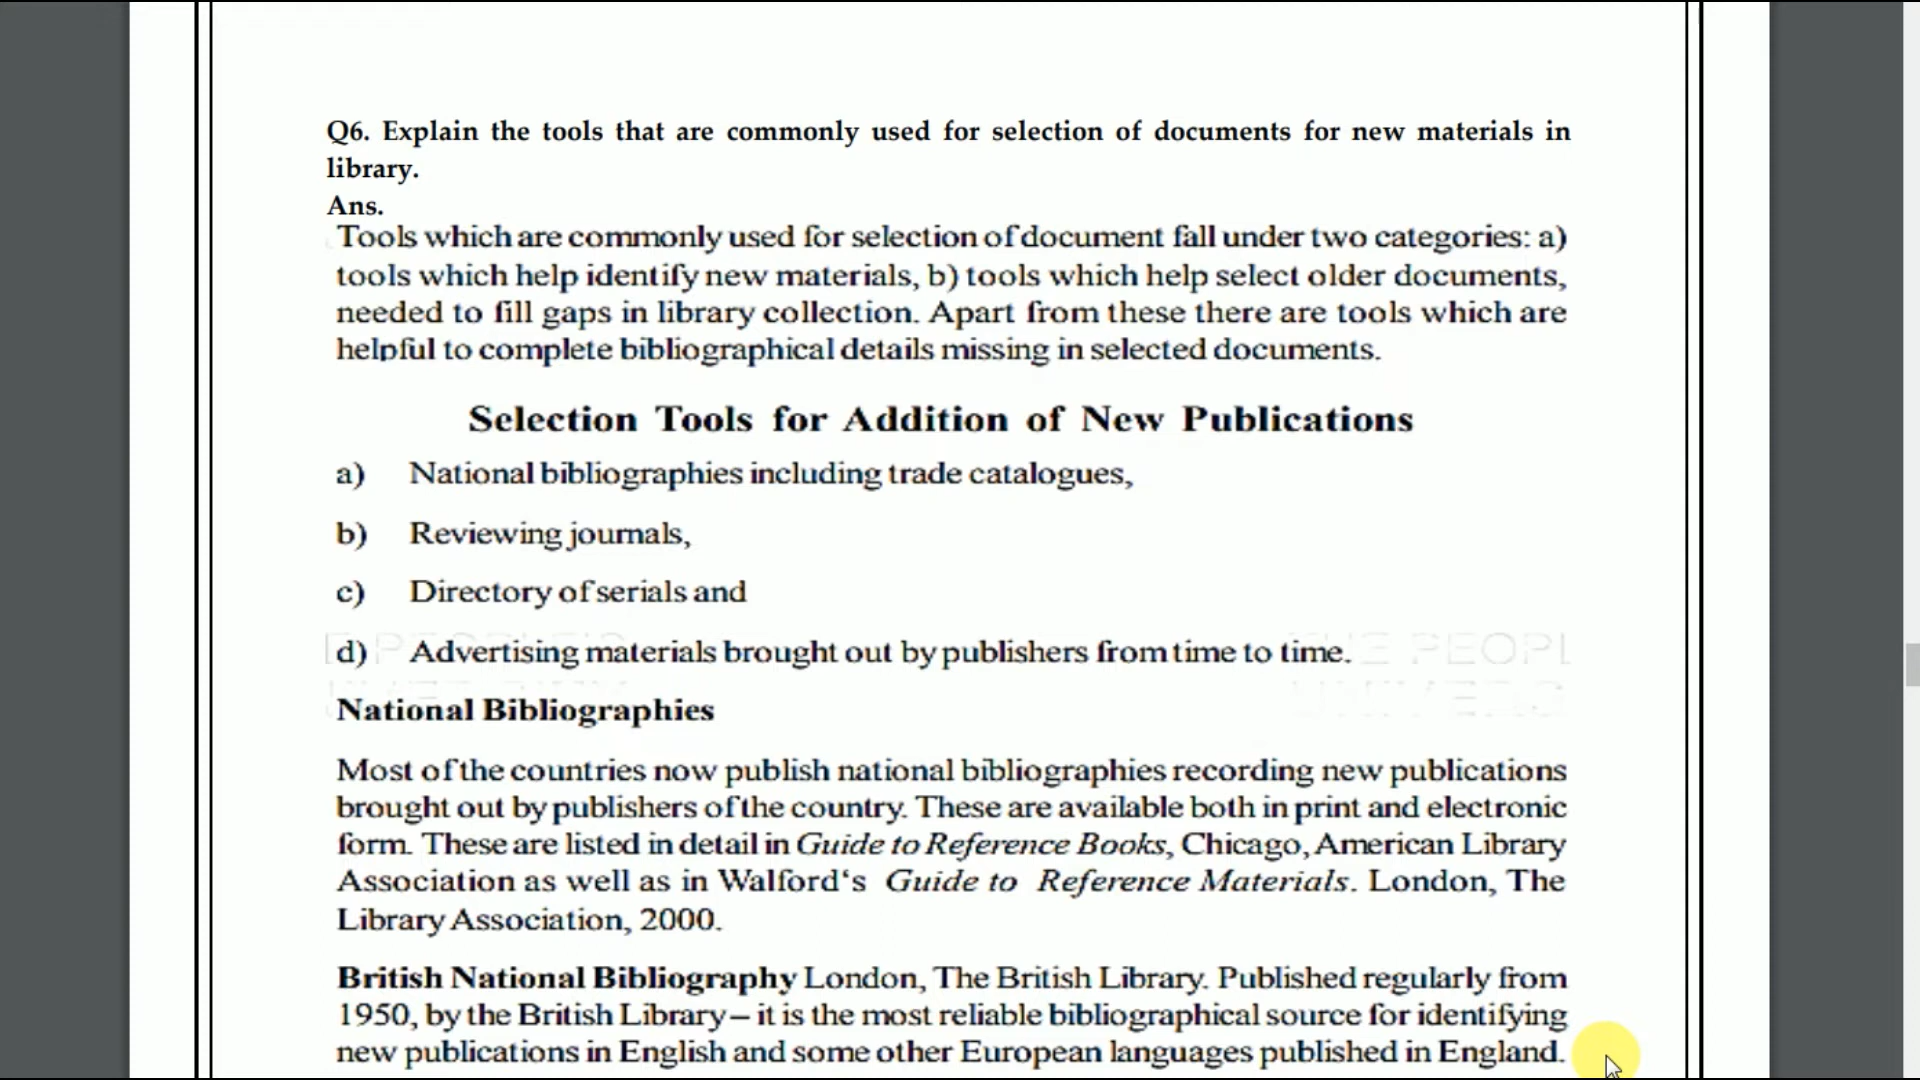 Q6. Explain the tools that are commonly used for selection of documents for new materials in
library.
Ans.
Tools which are commonly used for selection of document fall under two categories: a)
tools which help identify new materials, b) tools which help select older documents,
needed to fill gaps in library collection. Apart from these there are tools which are
helpful to complete bibliographical details missing in selected documents.
Selection Tools for Addition of New Publications
a) National bibliographies including trade catalogues,
b) Reviewing journals,
c) Directory of serials and
d) Advertising materials brought out by publishers from time to time.
National Bibliographies
Most of the countries now publish national bibliographies recording new publications
brought out by publishers of the country. These are available both in print and electronic
form. These are listed in detail in Guide to Reference Books, Chicago, American Library
Association as well as in Walford‘s Guide to Reference Materials. London, The
Library Association, 2000.
British National Bibliography London, The British Library. Published regularly from
1950, by the British Library – it is the most reliable bibliographical source for identifying
new publications in English and some other European languages published in England.